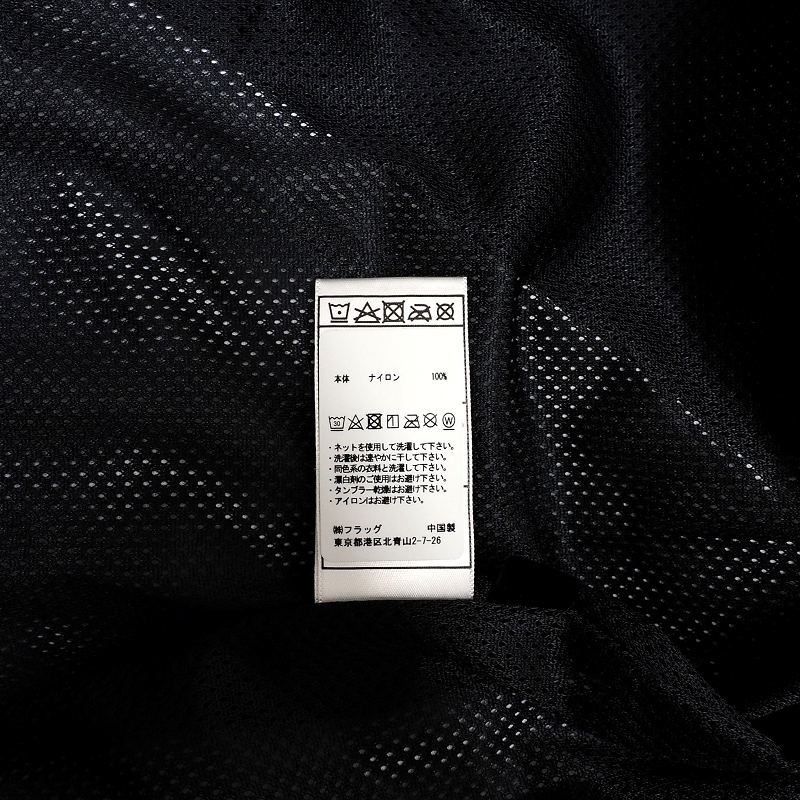 本体 ナイロン 100%
30
W
・ネットを使用して洗濯して下さい。
・洗濯後は速やかに干して下さい。
・同色系の衣料と洗濯して下さい。
・漂白剤のご使用はお避け下さい。
・タンブラー乾燥はお避け下さい。
・アイロンはお避け下さい。
㈱フラッグ 中国製
東京都港区北青山2-7-26